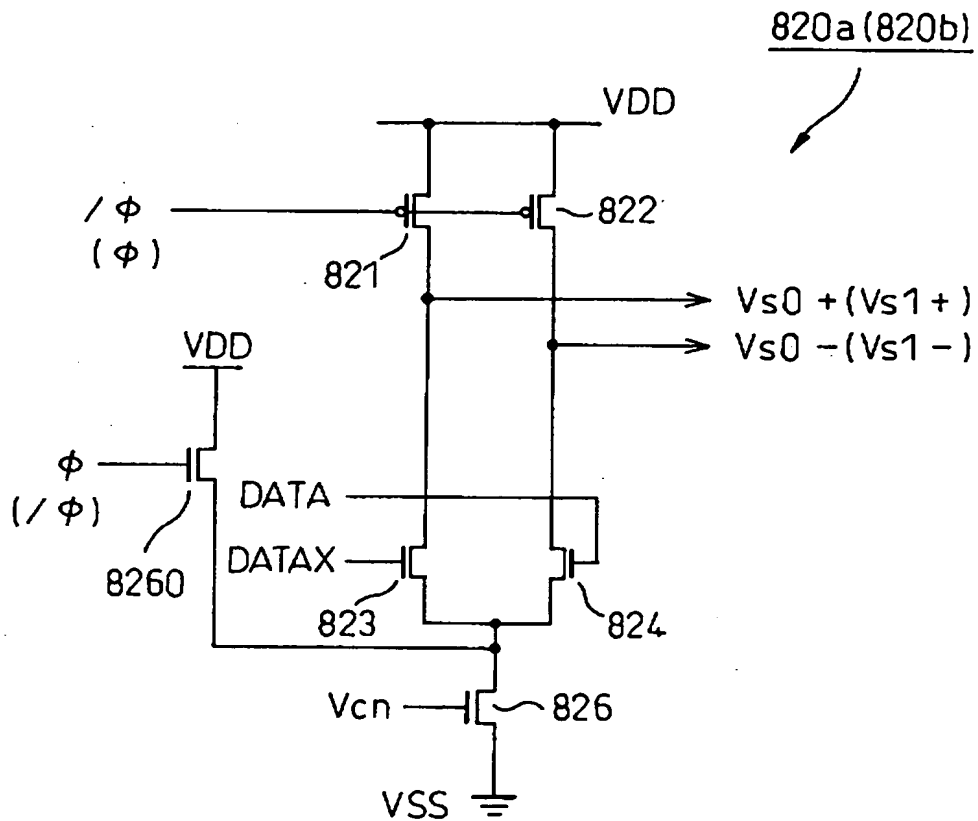 820a(820b)
VDD
/φ
(φ)
821
822
Vs0+(Vs1+)
Vs0-(Vs1-)
VDD
φ
(/φ)
8260
DATA
DATAX
823
824
Vcn
826
VSS